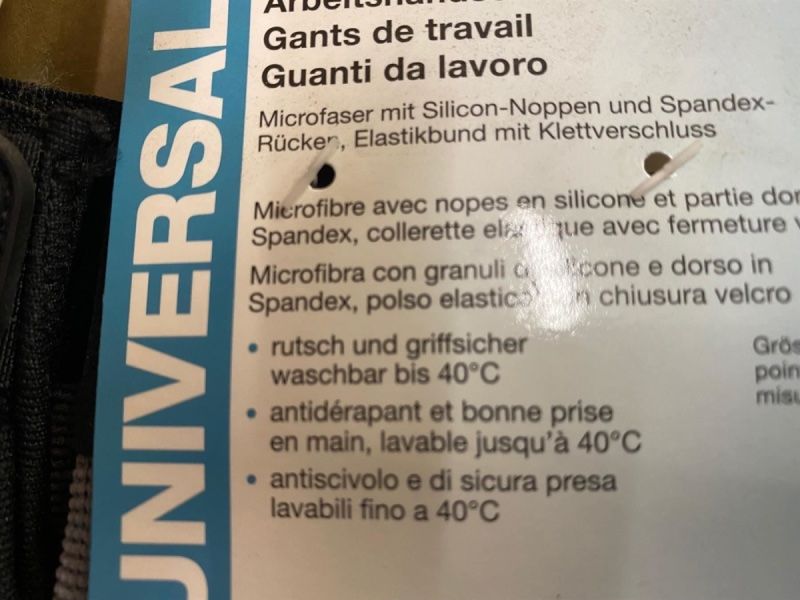 UNIVERSAL
Gants de travail
Guanti da lavoro
Microfaser mit Silicon-Noppen und Spandex-
Rücken, Elastikbund mit Klettverschluss
Microfibre avec nopes en silicone et partie
Spandex, collerette avec fermeture
Microfibra con granuli e dorso in
Spandex, polso chiusura velcro
• rutsch und griffsicher
waschbar bis 40°C
• antidérapant et bonne prise
en main, lavable jusqu'à 40°C
• antiscivolo e di sicura presa
lavabili fino a 40°C